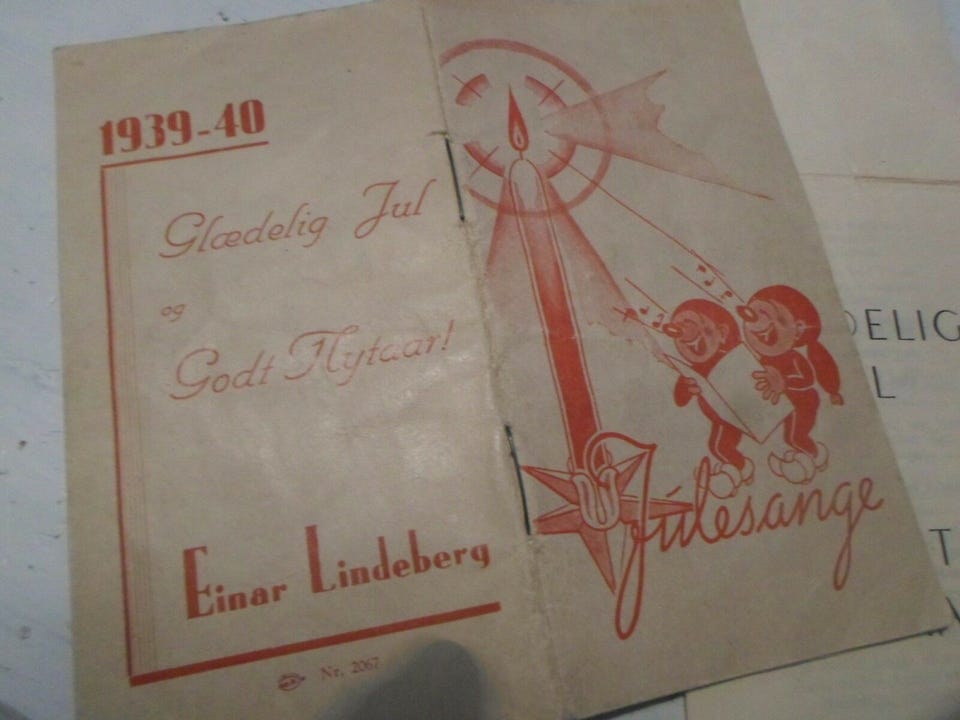 1939-40
Glædelig Jul
og
Godt Nytaar!
Einar Lindeberg
Nr. 2067
Julesange
DELIG
L
T